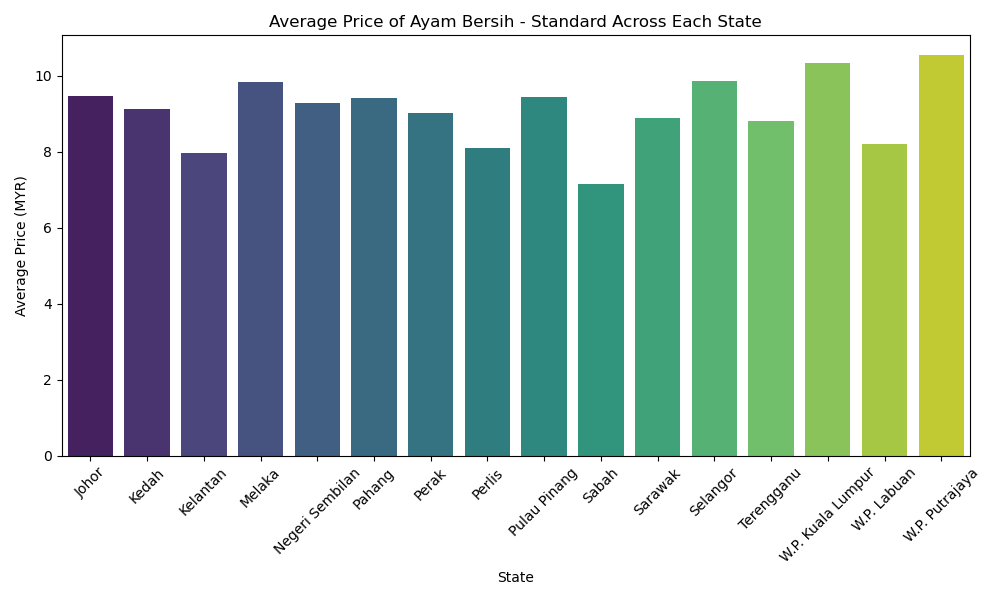 Average Price of Ayam Bersih - Standard Across Each State
Average Price (MYR)
10
8
6
4
2
0
Johor
Kedah
Kelantan
Melaka
Negeri Sembilan
Pahang
Perak
Perlis
Pulau Pinang
Sabah
Sarawak
Selangor
Terengganu
W.P. Kuala Lumpur
W.P. Labuan
W.P. Putrajaya
State